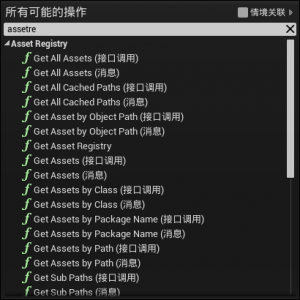 所有可能的操作
情境关联
assetre
Asset Registry
Get All Assets (接口调用)
Get All Assets (消息)
Get All Cached Paths (接口调用)
Get All Cached Paths (消息)
Get Asset by Object Path (接口调用)
Get Asset by Object Path (消息)
Get Asset Registry
Get Assets (接口调用)
Get Assets (消息)
Get Assets by Class (接口调用)
Get Assets by Class (消息)
Get Assets by Package Name (接口调用)
Get Assets by Package Name (消息)
Get Assets by Path (接口调用)
Get Assets by Path (消息)
Get Sub Paths (接口调用)
Get Sub Paths (消息)